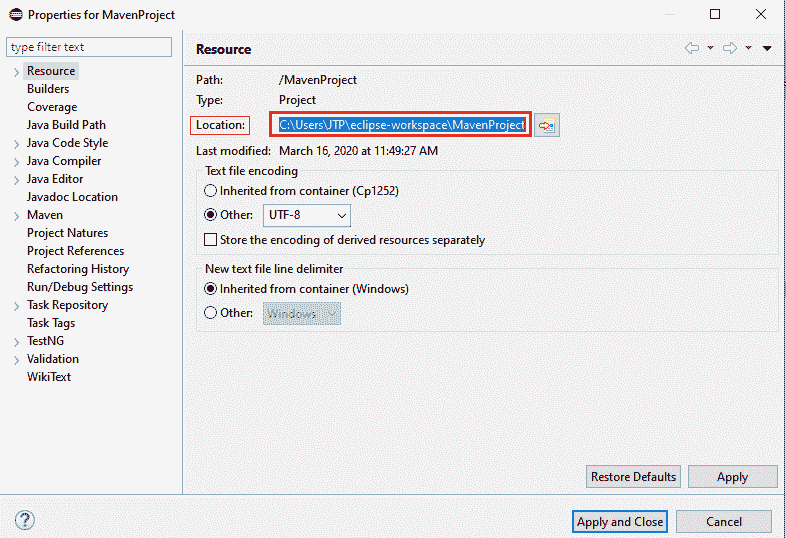 Properties for MavenProject
type filter text
Resource
Builders
Coverage
Java Build Path
Java Code Style
Java Compiler
Java Editor
Javadoc Location
Maven
Project Natures
Project References
Refactoring History
Run/Debug Settings
Task Repository
Task Tags
TestNG
Validation
WikiText
Resource
Path: /MavenProject
Type: Project
Location: C:\Users\JTP\eclipse-workspace\MavenProject
Last modified: March 16, 2020 at 11:49:27 AM
Text file encoding
Inherited from container (Cp1252)
Other: UTF-8
Store the encoding of derived resources separately
New text file line delimiter
Inherited from container (Windows)
Other: Windows
Restore Defaults Apply
? Apply and Close Cancel